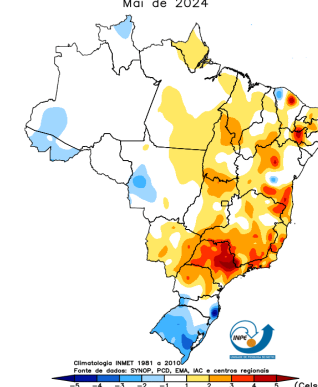 Mai de 2024
INPE
Climatologia INMET 1981 a 2010
Fonte de dados: SYNOP, PCD, EMA, IAC e centros regionais
-5 -4 -3 -2 -1 1 2 3 4 5 (Cels